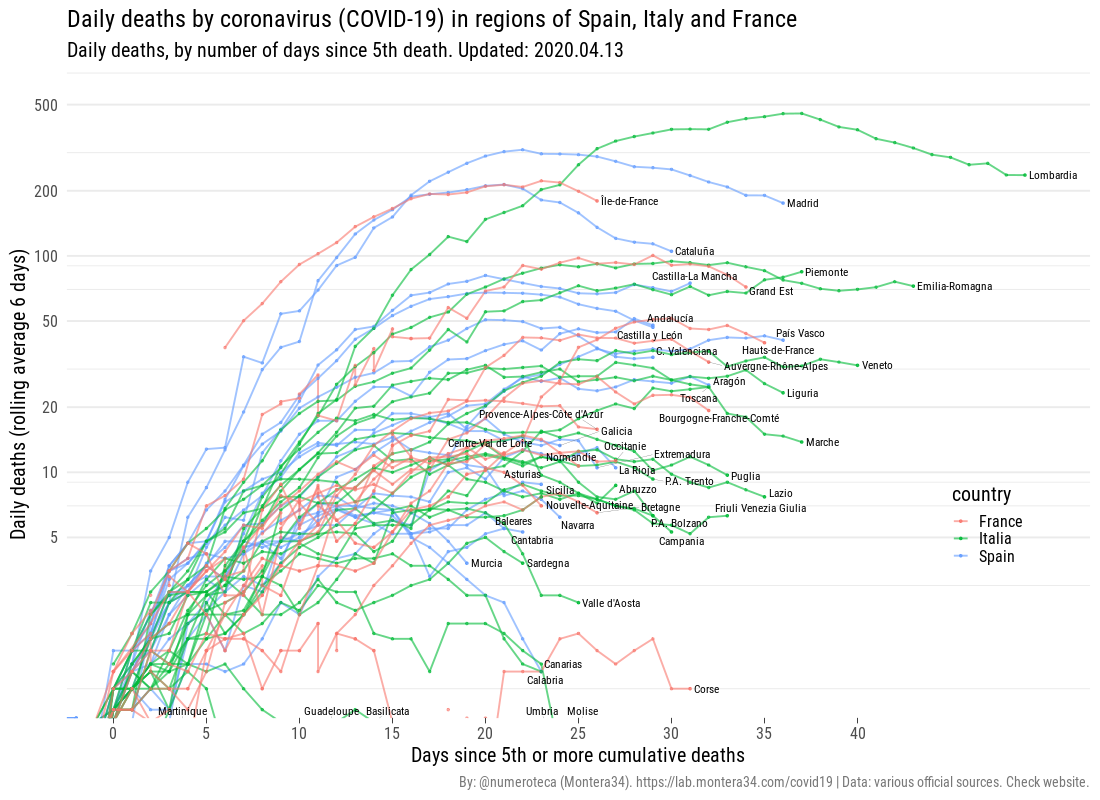 Daily deaths by coronavirus (COVID-19) in regions of Spain, Italy and France
Daily deaths, by number of days since 5th death. Updated: 2020.04.13
Daily deaths (rolling average 6 days)
500
200
100
50
20
10
5
Lombardia
Île-de-France
Madrid
Cataluña
Castilla-La Mancha
Piemonte
Grand Est
Emilia-Romagna
Andalucía
Castilla y León
País Vasco
C. Valenciana
Hauts-de-France
Auvergne-Rhône-Alpes
Veneto
Aragón
Liguria
Toscana
Provence-Alpes-Côte d'Azur
Bourgogne-Franche-Comté
Galicia
Marche
Centre-Val de Loire
Occitanie
Normandie
Extremadura
La Rioja
Asturias
P.A. Trento
Puglia
Sicilia
Abruzzo
Lazio
Nouvelle-Aquitaine
Bretagne
Friuli Venezia Giulia
Baleares
Navarra
P.A. Bolzano
Cantabria
Campania
Murcia
Sardegna
Valle d'Aosta
Canarias
Calabria
Corse
Martinique
Guadeloupe
Basilicata
Umbria
Molise
country
France
Italia
Spain
0
5
10
15
20
25
30
35
40
Days since 5th or more cumulative deaths
By: @numeroteca (Montera34). https://lab.montera34.com/covid19 | Data: various official sources. Check website.